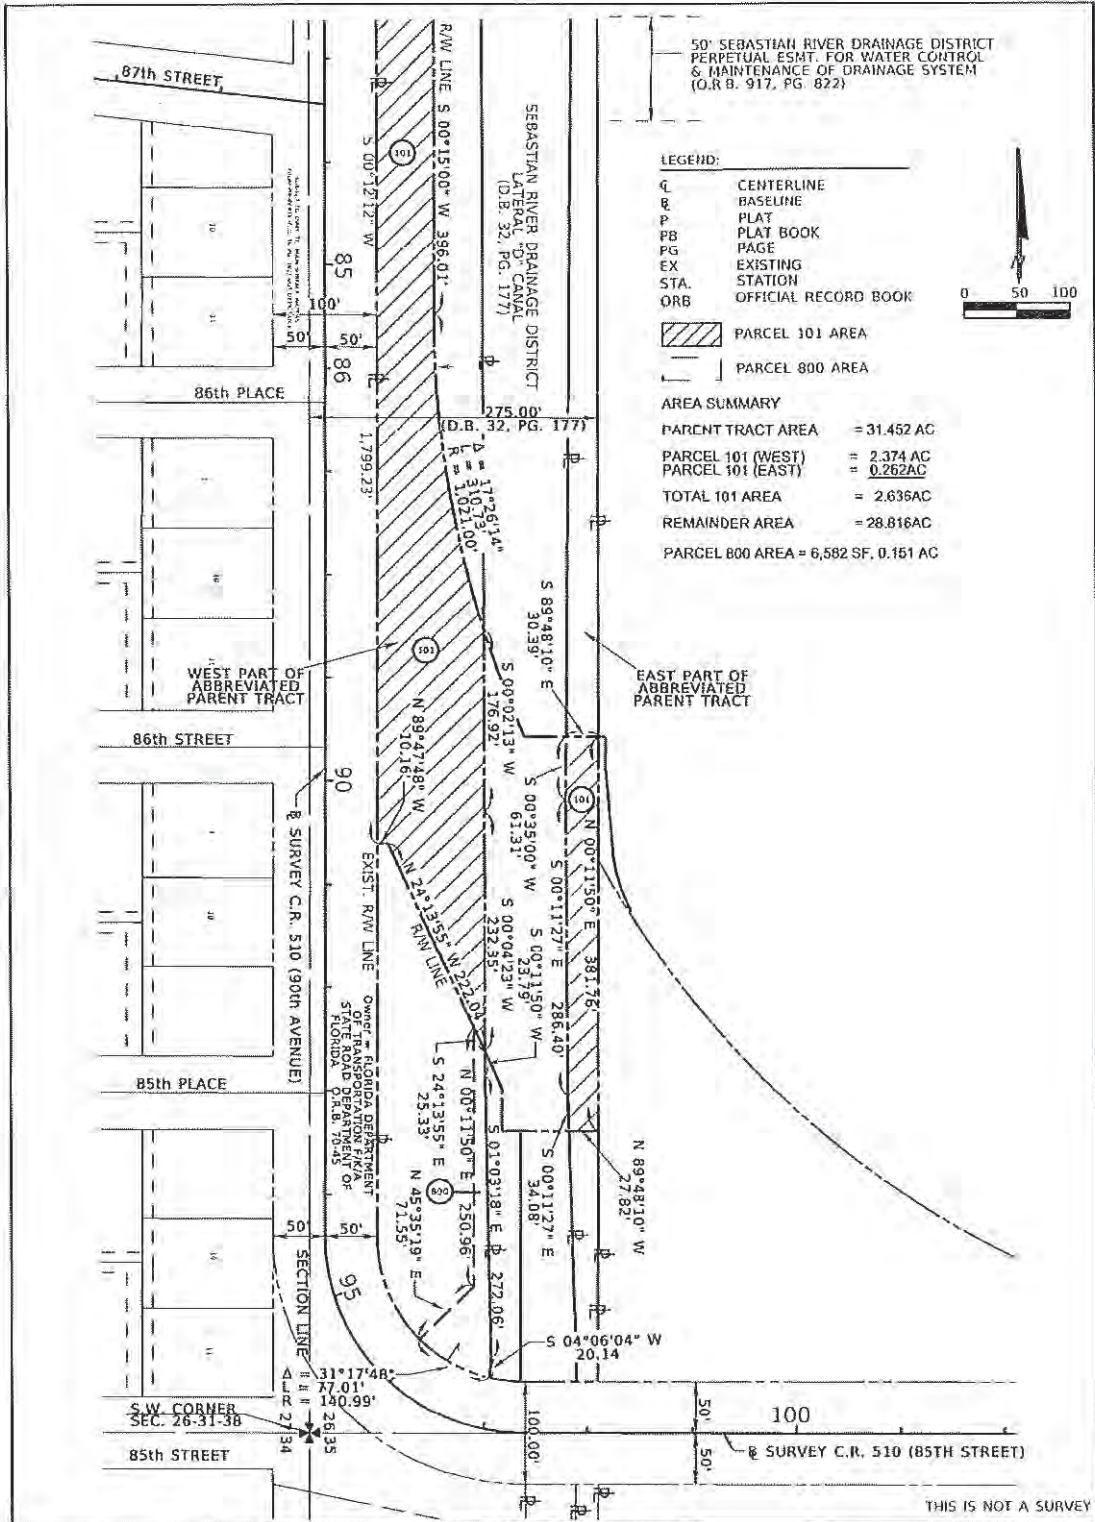 50' SEBASTIAN RIVER DRAINAGE DISTRICT
PERPETUAL ESMT. FOR WATER CONTROL
& MAINTENANCE OF DRAINAGE SYSTEM
(O.R.B. 917, PG. 822)
87th STREET
R/W LINE S 00°15'00" W 396.01'
S 00°12'12" W
1,799.23'
101
SEBASTIAN RIVER DRAINAGE DISTRICT
LATERAL "D" CANAL
(D.B. 32, PG. 177)
LEGEND:
℄ CENTERLINE
BASELINE
P PLAT
PB PLAT BOOK
PG PAGE
EX EXISTING
STA. STATION
ORB OFFICIAL RECORD BOOK
PARCEL 101 AREA
PARCEL 800 AREA
N
0 50 100
AREA SUMMARY
PARENT TRACT AREA = 31.452 AC
PARCEL 101 (WEST) = 2.374 AC
PARCEL 101 (EAST) = 0.262AC
TOTAL 101 AREA = 2.636AC
REMAINDER AREA = 28.816AC
PARCEL 800 AREA = 6,582 SF, 0.151 AC
85
100'
50' 50'
86
86th PLACE
275.00'
(D.B. 32, PG. 177)
Δ = 17°26'14"
L = 310.73'
R = 1,021.00'
S 89°48'10" E
30.39'
101
WEST PART OF
ABBREVIATED
PARENT TRACT
EAST PART OF
ABBREVIATED
PARENT TRACT
S 00°02'13" W
176.92'
N 89°47'48" W
10.16'
86th STREET
90
101
S 00°35'00" W
61.31'
N 00°11'50" E 381.76'
S 00°11'27" E 286.40'
℄ SURVEY C.R. 510 (90th AVENUE)
EXIST. R/W LINE
N 24°13'55" W 222.04'
R/W LINE
S 00°04'23" W
232.35'
S 00°11'50" W
23.79'
Owner = FLORIDA DEPARTMENT
OF TRANSPORTATION F/K/A
STATE ROAD DEPARTMENT OF
FLORIDA O.R.B. 70-45
85th PLACE
S 24°13'55" E
25.33'
N 00°11'50" E 250.96'
800
S 01°03'18" E 272.06'
S 00°11'27" E
34.08'
N 89°48'10" W
27.82'
N 45°35'19" E
71.55'
50' 50'
95
SECTION LINE
S 04°06'04" W
20.14
Δ = 31°17'48"
L = 77.01'
R = 140.99'
S.W. CORNER
SEC. 26-31-38
27 26
34 35
85th STREET
100.00'
50'
50'
100
℄ SURVEY C.R. 510 (85TH STREET)
THIS IS NOT A SURVEY